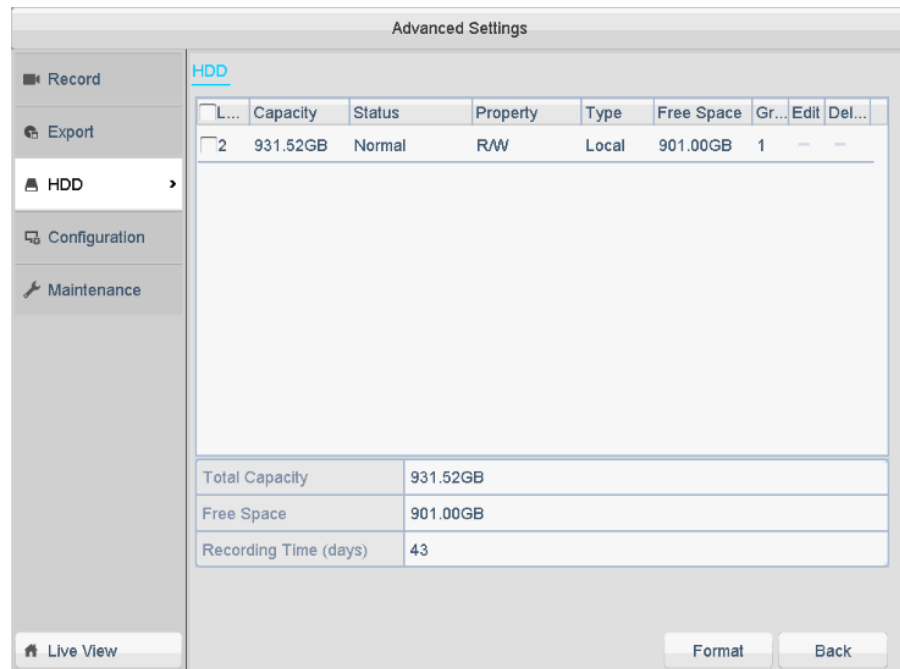 Advanced Settings
Record
Export
HDD
Configuration
Maintenance
Live View
HDD
L... Capacity Status Property Type Free Space Gr... Edit Del...
2 931.52GB Normal R/W Local 901.00GB 1 — —
Total Capacity 931.52GB
Free Space 901.00GB
Recording Time (days) 43
Format Back